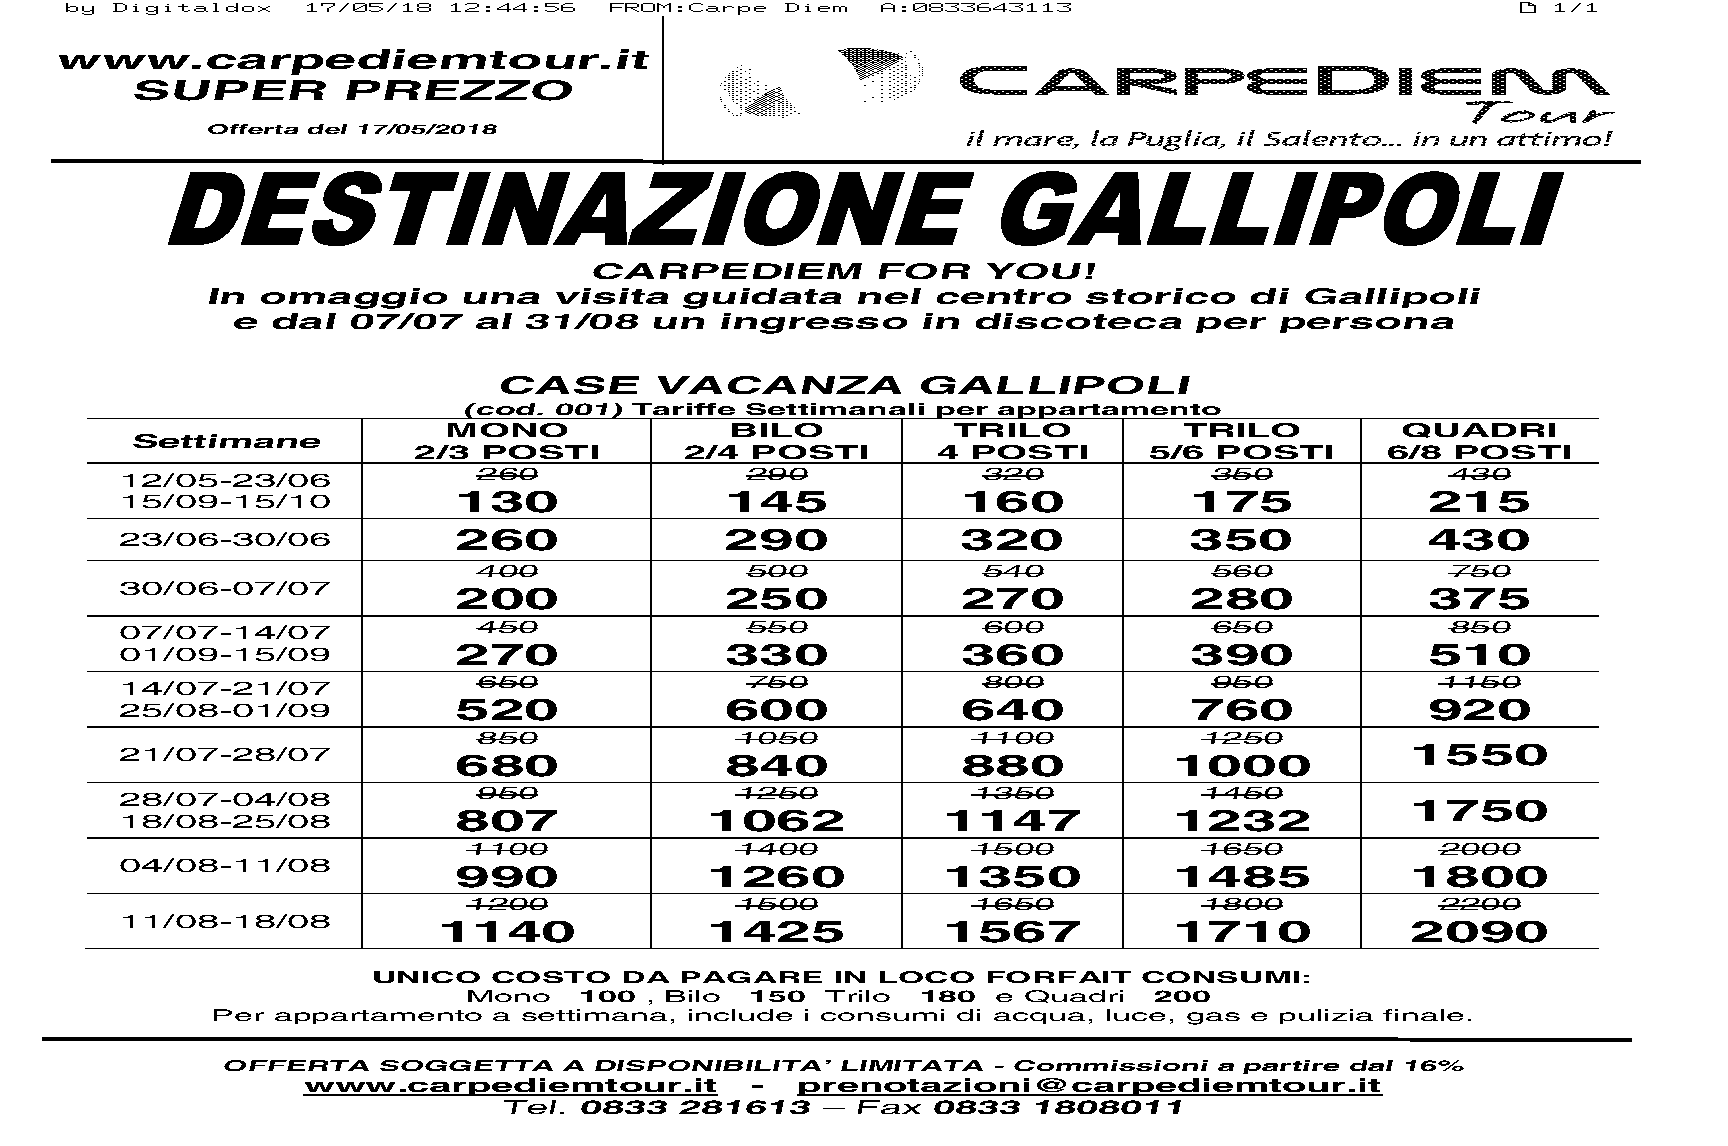 by Digitaldox 17/05/18 12:44:56 FROM:Carpe Diem A:0833643113 1/1
www.carpediemtour.it
SUPER PREZZO
Offerta del 17/05/2018
CARPEDIEM
Tour
il mare, la Puglia, il Salento... in un attimo!
DESTINAZIONE GALLIPOLI
CARPEDIEM FOR YOU!
In omaggio una visita guidata nel centro storico di Gallipoli
e dal 07/07 al 31/08 un ingresso in discoteca per persona
CASE VACANZA GALLIPOLI
(cod. 001) Tariffe Settimanali per appartamento
Settimane MONO 2/3 POSTI BILO 2/4 POSTI TRILO 4 POSTI TRILO 5/6 POSTI QUADRI 6/8 POSTI
12/05-23/06 260 290 320 350 430
15/09-15/10 130 145 160 175 215
23/06-30/06 260 290 320 350 430
400 500 540 560 750
30/06-07/07 200 250 270 280 375
07/07-14/07 450 550 600 650 850
01/09-15/09 270 330 360 390 510
14/07-21/07 650 750 800 950 1150
25/08-01/09 520 600 640 760 920
850 1050 1100 1250
21/07-28/07 680 840 880 1000 1550
28/07-04/08 950 1250 1350 1450
18/08-25/08 807 1062 1147 1232 1750
1100 1400 1500 1650 2000
04/08-11/08 990 1260 1350 1485 1800
1200 1500 1650 1800 2200
11/08-18/08 1140 1425 1567 1710 2090
UNICO COSTO DA PAGARE IN LOCO FORFAIT CONSUMI:
Mono 100 , Bilo 150 Trilo 180 e Quadri 200
Per appartamento a settimana, include i consumi di acqua, luce, gas e pulizia finale.
OFFERTA SOGGETTA A DISPONIBILITA' LIMITATA - Commissioni a partire dal 16%
www.carpediemtour.it - prenotazioni@carpediemtour.it
Tel. 0833 281613 – Fax 0833 1808011